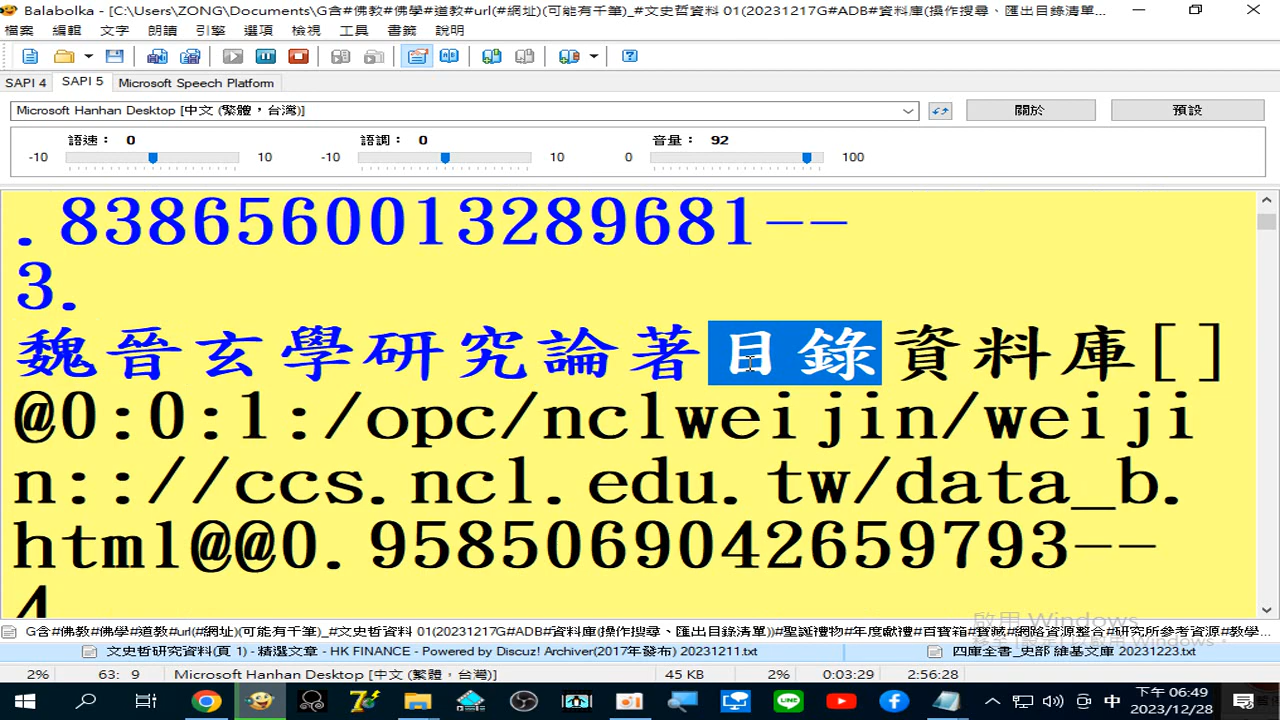 Balabolka - [C:\Users\ZONG\Documents\G含#佛教#佛學#道教#url(#網址)(可能有千筆)_#文史哲資料 01(20231217G#ADB#資料庫(操作搜尋、匯出目錄清單...
檔案 編輯 文字 朗讀 引擎 選項 檢視 工具 書籤 說明
SAPI 4 SAPI 5 Microsoft Speech Platform
Microsoft Hanhan Desktop [中文 (繁體，台灣)] 關於 預設
語速： 0 語調： 0 音量： 92
-10 10 -10 10 0 100
.8386560013289681--
3.
魏晉玄學研究論著目錄資料庫[]
@0:0:1:/opc/nclweijin/weiji
n:://ccs.ncl.edu.tw/data_b.
html@@0.9585069042659793--
4
啟用 Windows
G含#佛教#佛學#道教#url(#網址)(可能有千筆)_#文史哲資料 01(20231217G#ADB#資料庫(操作搜尋、匯出目錄清單))#聖誕禮物#年度獻禮#百寶箱#寶城#網路資源整合#研究所參考資源#教學...
文史哲研究資料(頁 1) - 精選文章 - HK FINANCE - Powered by Discuz! Archiver(2017年發布) 20231211.txt 四庫全書_史部 維基文庫 20231223.txt
2% 63: 9 Microsoft Hanhan Desktop [中文 (繁體，台灣)] 45 KB 2% 0:03:29 2:56:28
中 下午 06:49
2023/12/28